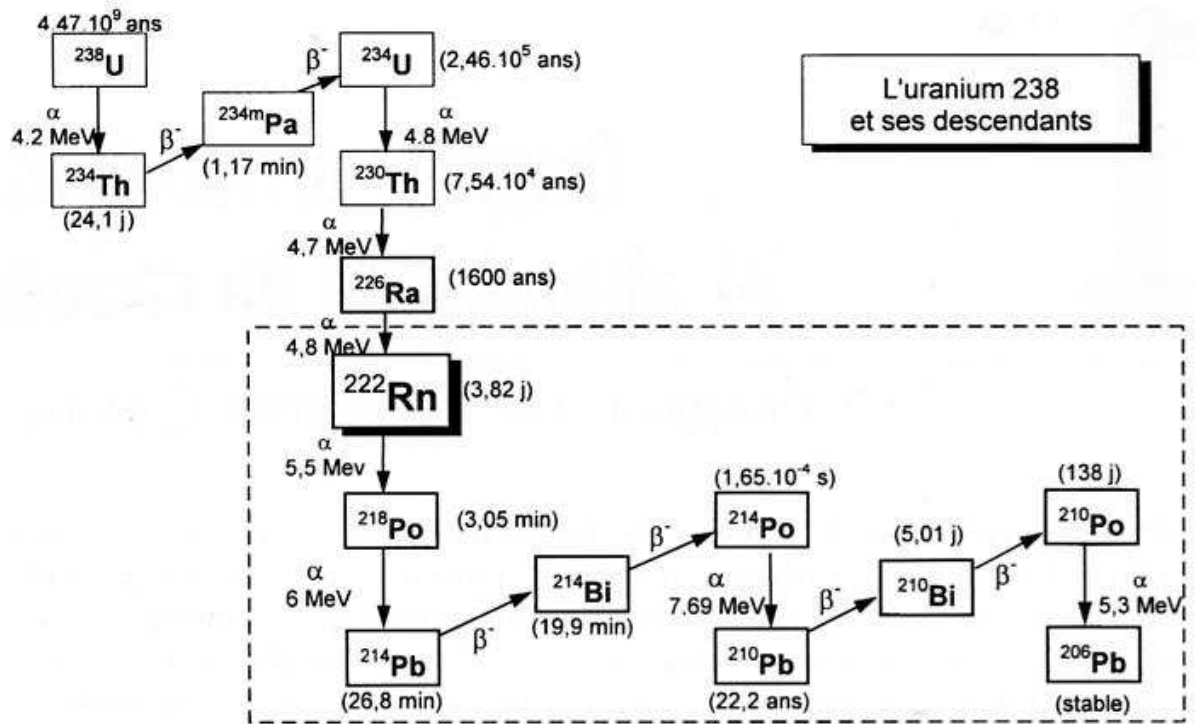 4.47.10⁹ ans
²³⁸U
α
4.2 MeV
²³⁴Th
(24,1 j)
β⁻
²³⁴ᵐPa
(1,17 min)
β⁻
²³⁴U
(2,46.10⁵ ans)
α
4.8 MeV
²³⁰Th
(7,54.10⁴ ans)
α
4,7 MeV
²²⁶Ra
(1600 ans)
α
4,8 MeV
²²²Rn
(3,82 j)
α
5,5 Mev
²¹⁸Po
(3,05 min)
α
6 MeV
²¹⁴Pb
(26,8 min)
β⁻
²¹⁴Bi
(19,9 min)
β⁻
(1,65.10⁻⁴ s)
²¹⁴Po
α
7.69 MeV
²¹⁰Pb
(22,2 ans)
β⁻
(5,01 j)
²¹⁰Bi
β⁻
(138 j)
²¹⁰Po
α
5,3 MeV
²⁰⁶Pb
(stable)
L'uranium 238
et ses descendants